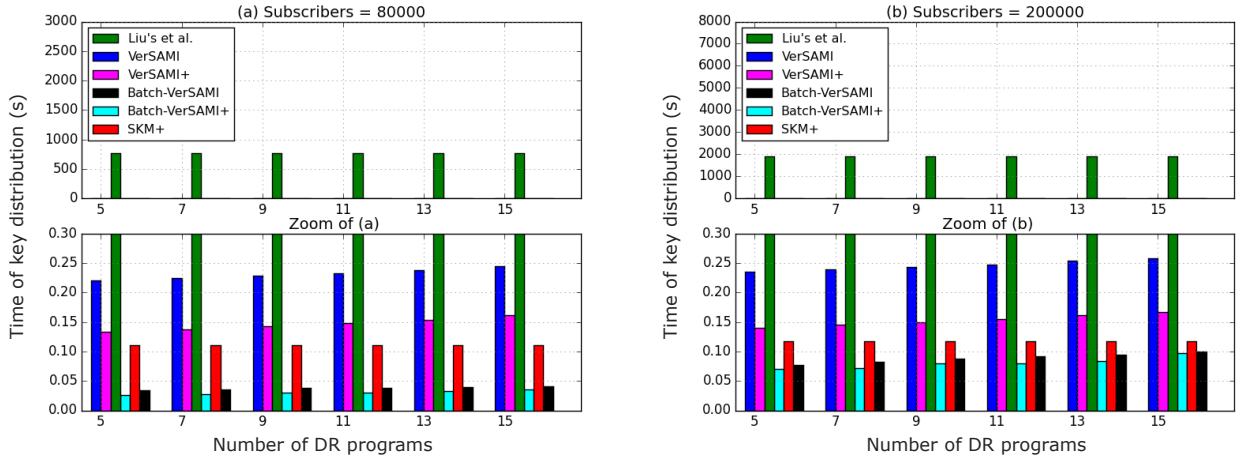 (a) Subscribers = 80000
Time of key distribution (s)
3000
2500
2000
1500
1000
500
0
Liu's et al.
VerSAMI
VerSAMI+
Batch-VerSAMI
Batch-VerSAMI+
SKM+
5 7 9 11 13 15
Zoom of (a)
0.30
0.25
0.20
0.15
0.10
0.05
0.00
5 7 9 11 13 15
Number of DR programs
(b) Subscribers = 200000
Time of key distribution (s)
8000
7000
6000
5000
4000
3000
2000
1000
0
Liu's et al.
VerSAMI
VerSAMI+
Batch-VerSAMI
Batch-VerSAMI+
SKM+
5 7 9 11 13 15
Zoom of (b)
0.30
0.25
0.20
0.15
0.10
0.05
0.00
5 7 9 11 13 15
Number of DR programs